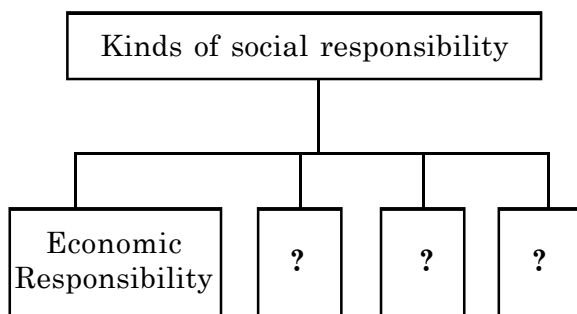 Kinds of social responsibility
Economic
Responsibility
?
?
?